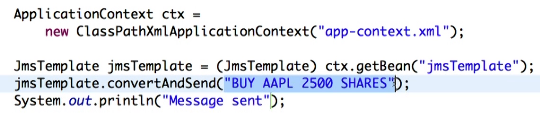 ApplicationContext ctx =
new ClassPathXmlApplicationContext("app-context.xml");
JmsTemplate jmsTemplate = (JmsTemplate) ctx.getBean("jmsTemplate");
jmsTemplate.convertAndSend("BUY AAPL 2500 SHARES");
System.out.println("Message sent");